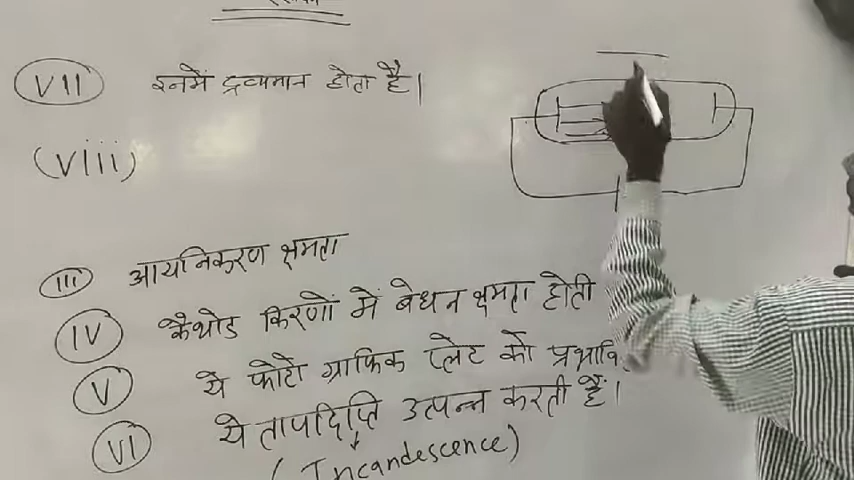 VII इनमें द्रव्यमान होता है।
(viii)
III आयनिकरण क्षमता
IV कैथोड किरणों में बेधन क्षमता होती
V ये फोटो ग्राफिक प्लेट को प्रभावि
VI ये तापदिप्ति उत्पन्न करती हैं।
(Incandescence)